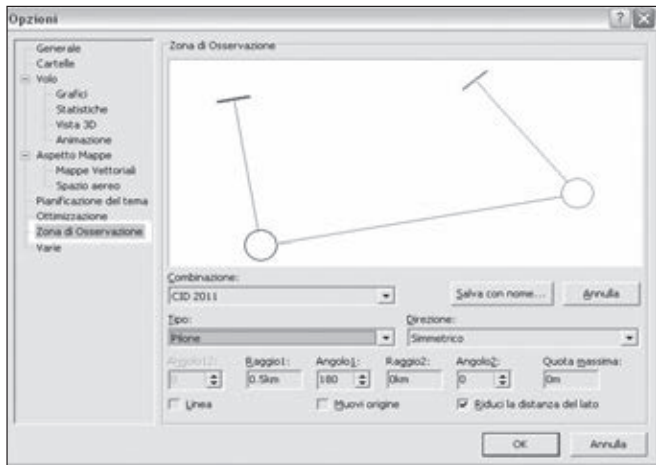 Opzioni
Generale
Cartelle
Volo
Grafici
Statistiche
Vista 3D
Animazione
Aspetto Mappe
Mappe Vettoriali
Spazio aereo
Pianificazione del tema
Ottimizzazione
Zona di Osservazione
Varie
Zona di Osservazione
Combinazione:
CID 2011
Salva con nome...
Annulla
Tipo:
Pilone
Direzione:
Simmetrico
Angolo12:
Raggio1:
Angolo1:
Raggio2:
Angolo2:
Quota massima:
0
0.5km
180
0km
0
0m
Linea
Muovi origine
Riduci la distanza del lato
OK
Annulla